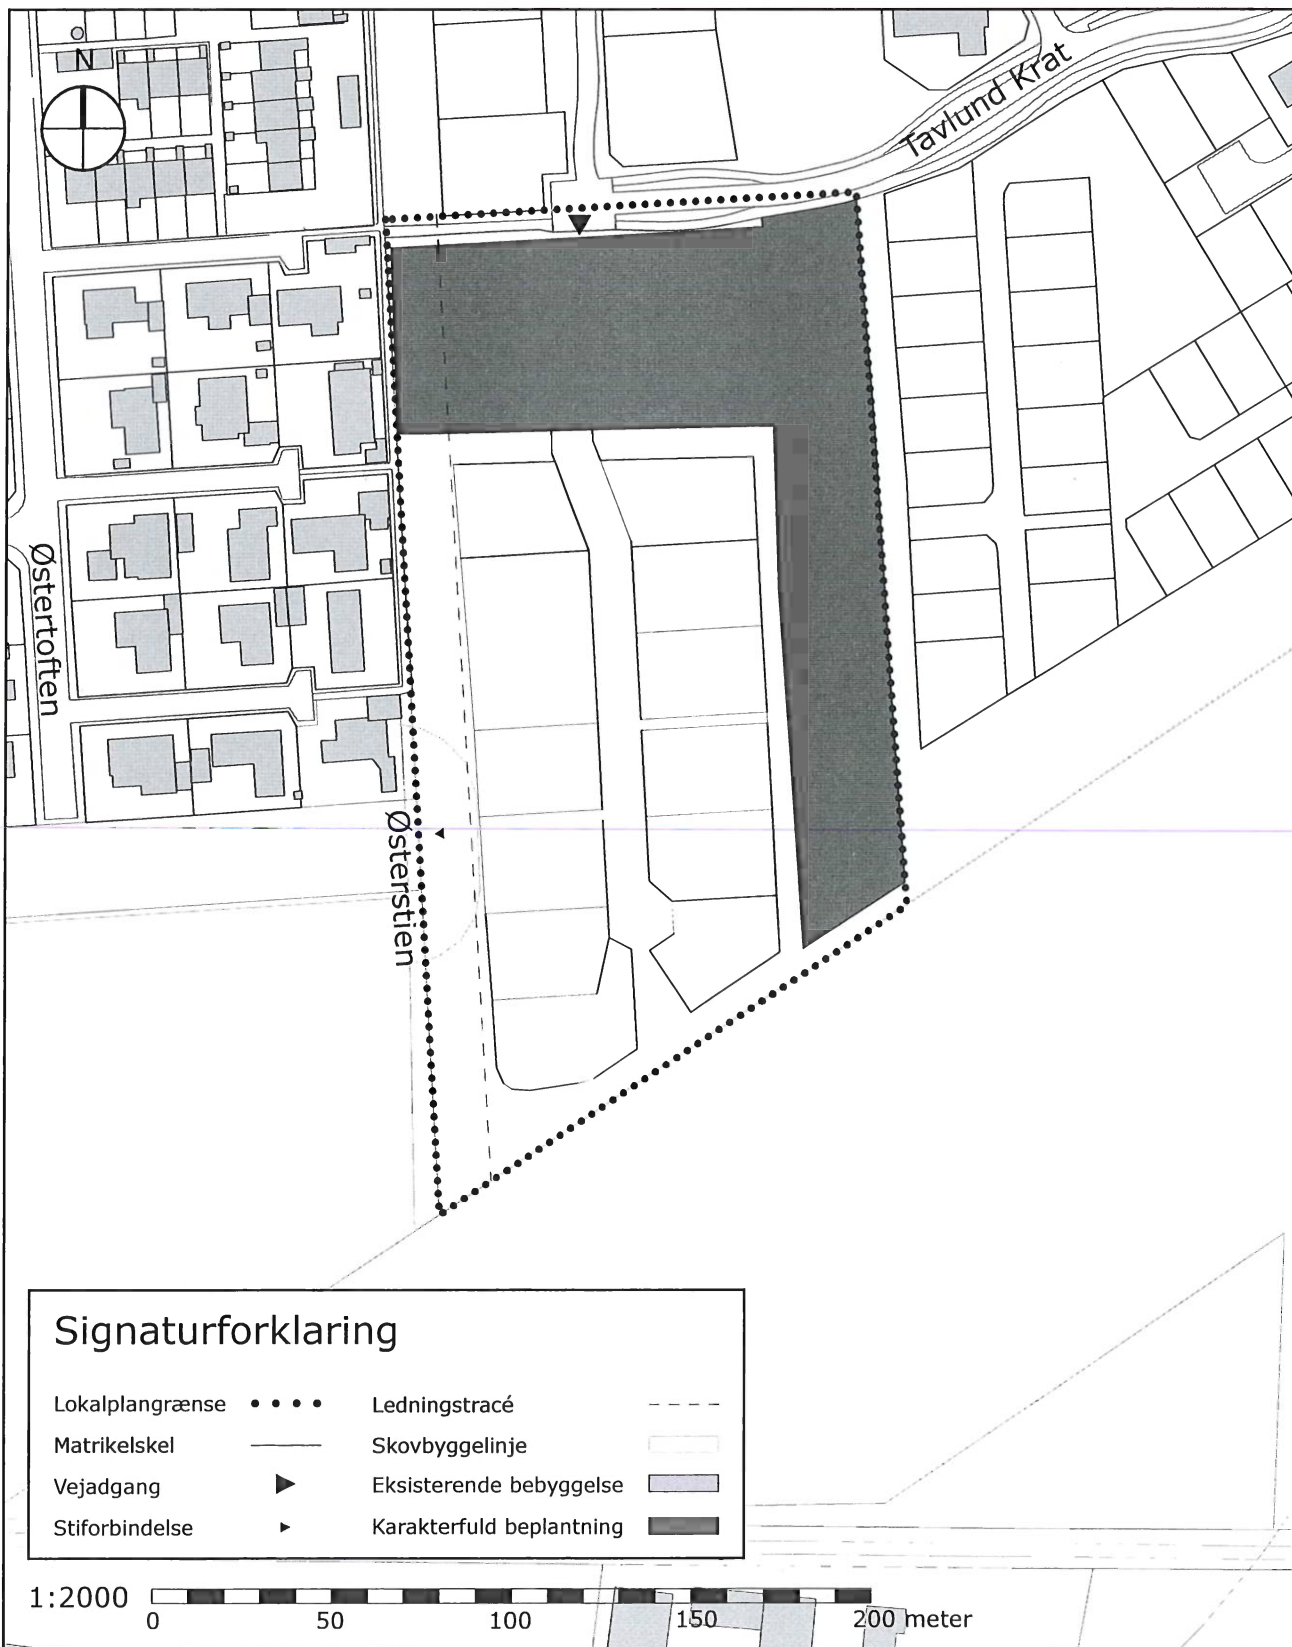 N
Tavlund Krat
Østertoften
Østerstien
Signaturforklaring
Lokalplangrænse
Matrikelskel
Vejadgang
Stiforbindelse
Ledningstracé
Skovbyggelinje
Eksisterende bebyggelse
Karakterfuld beplantning
1:2000
0 50 100 150 200 meter